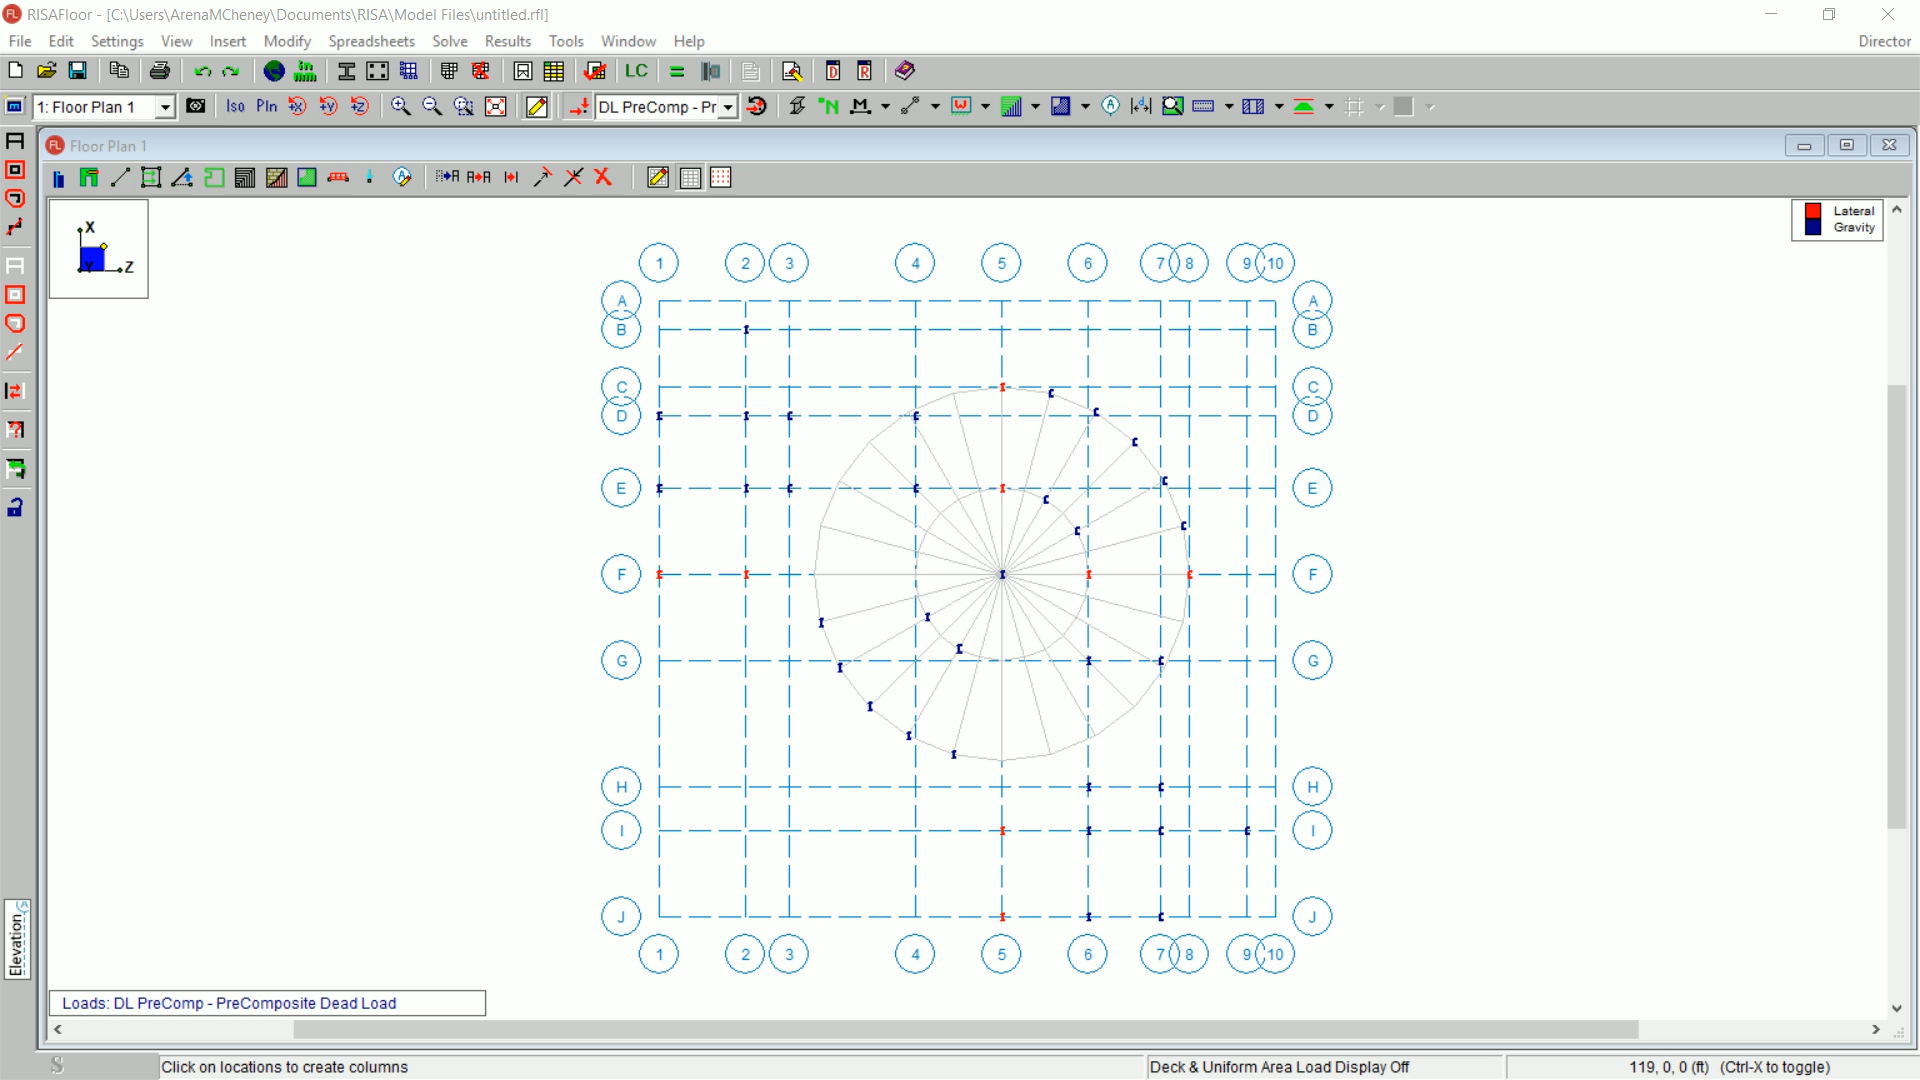 RISAFloor - [C:\Users\ArenaMCheney\Documents\RISA\Model Files\untitled.rfl]
File Edit Settings View Insert Modify Spreadsheets Solve Results Tools Window Help Director
LC = D R
1: Floor Plan 1 Iso Pln +X +Y +Z DL PreComp - Pr N M W A
Floor Plan 1
A R A R
X
Y Z
Lateral
Gravity
1 2 3 4 5 6 7 8 9 10
A A
B B
C C
D D
E E
F F
G G
H H
I I
J J
1 2 3 4 5 6 7 8 9 10
Elevation A
Loads: DL PreComp - PreComposite Dead Load
S Click on locations to create columns Deck & Uniform Area Load Display Off 119, 0, 0 (ft) (Ctrl-X to toggle)